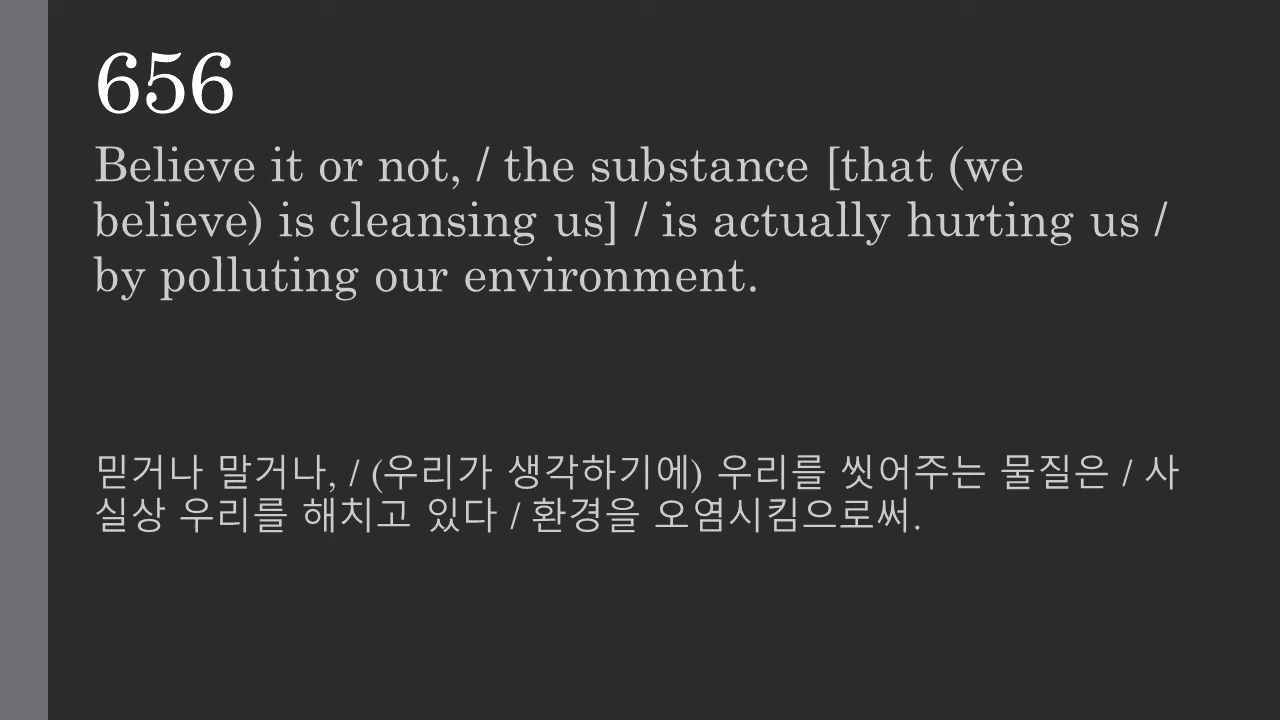 656
Believe it or not, / the substance [that (we
believe) is cleansing us] / is actually hurting us /
by polluting our environment.
믿거나 말거나, / (우리가 생각하기에) 우리를 씻어주는 물질은 / 사
실상 우리를 해치고 있다 / 환경을 오염시킴으로써.